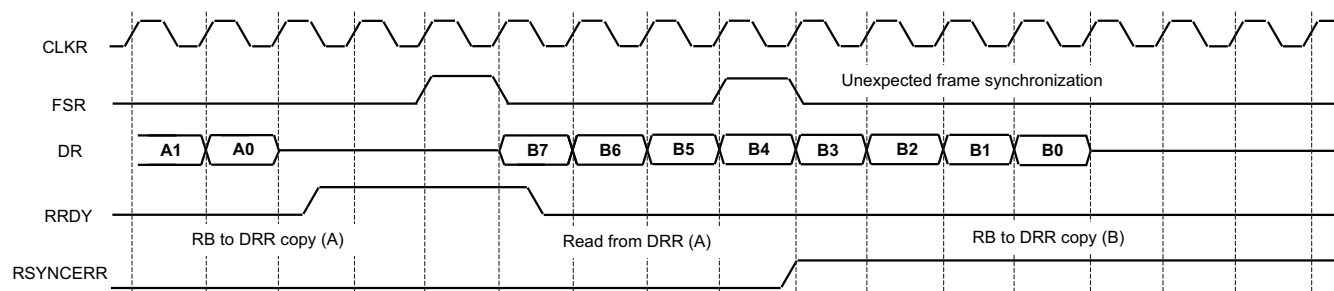 CLKR
Unexpected frame synchronization
FSR
DR A1 A0 B7 B6 B5 B4 B3 B2 B1 B0
RRDY
RB to DRR copy (A) Read from DRR (A) RB to DRR copy (B)
RSYNCERR